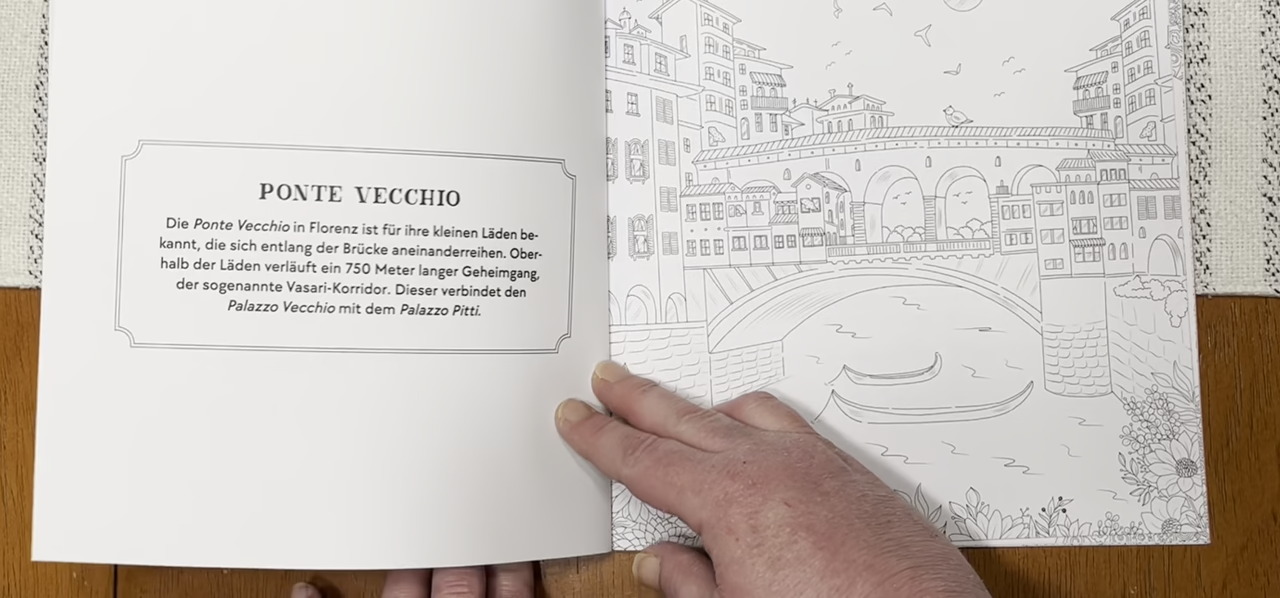 PONTE VECCHIO
Die Ponte Vecchio in Florenz ist für ihre kleinen Läden be-
kannt, die sich entlang der Brücke aneinanderreihen. Ober-
halb der Läden verläuft ein 750 Meter langer Geheimgang,
der sogenannte Vasari-Korridor. Dieser verbindet den
Palazzo Vecchio mit dem Palazzo Pitti.